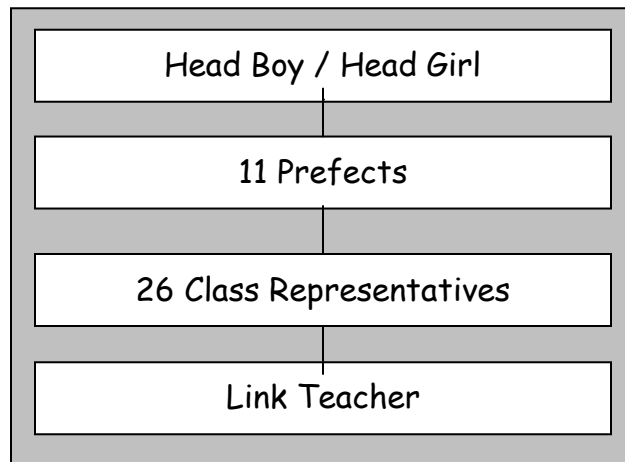 Head Boy / Head Girl
11 Prefects
26 Class Representatives
Link Teacher